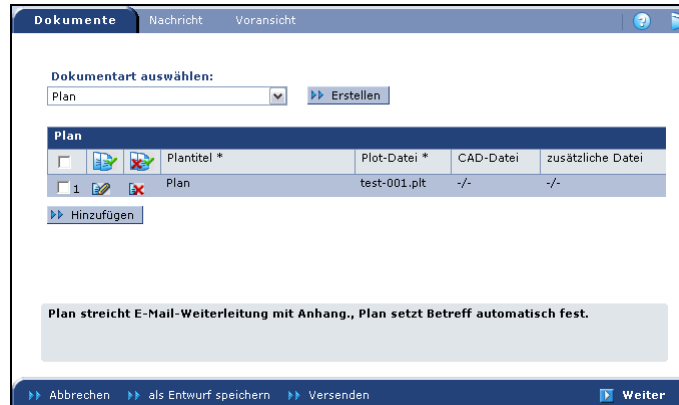 Dokumente Nachricht Voransicht
Dokumentart auswählen:
Plan Erstellen
Plan
Plantitel * Plot-Datei * CAD-Datei zusätzliche Datei
1 Plan test-001.plt -/- -/-
Hinzufügen
Plan streicht E-Mail-Weiterleitung mit Anhang., Plan setzt Betreff automatisch fest.
Abbrechen als Entwurf speichern Versenden Weiter